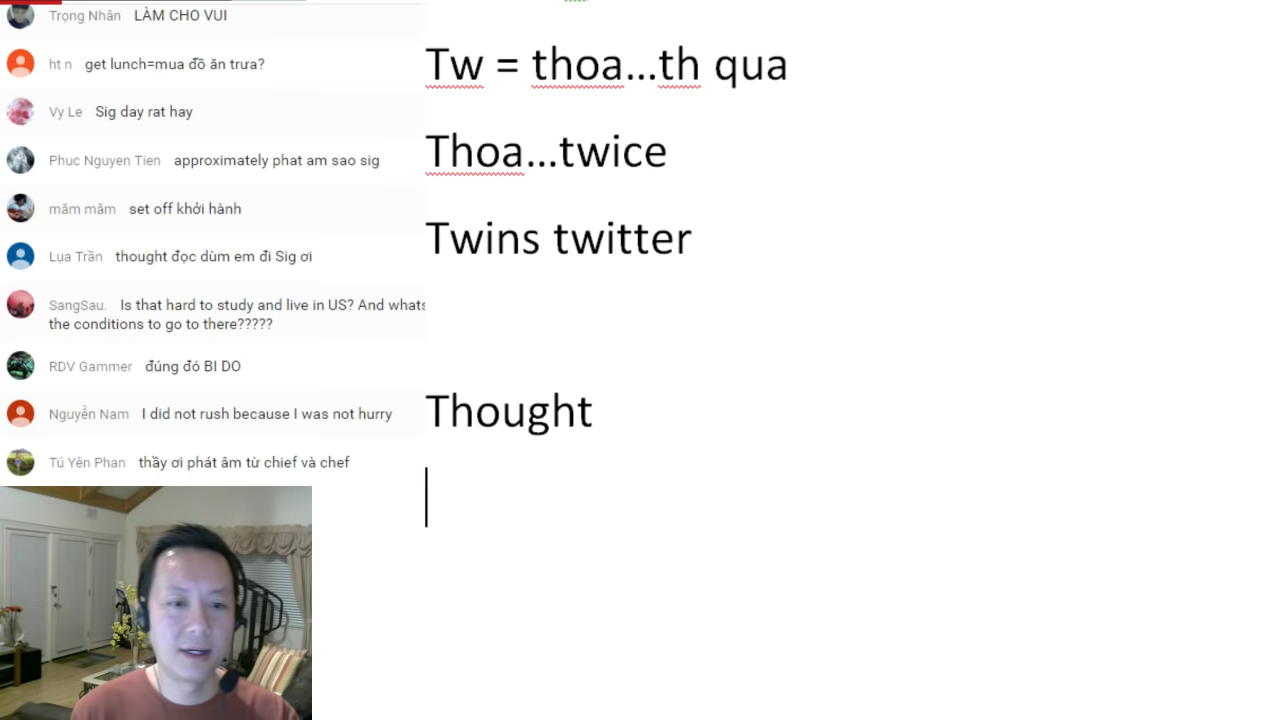 Trọng Nhân LÀM CHO VUI
ht n get lunch=mua đồ ăn trưa?
Vy Le Sig day rat hay
Phuc Nguyen Tien approximately phat am sao sig
măm măm set off khởi hành
Lụa Trần thought đọc dùm em đi Sig ơi
SangSau. Is that hard to study and live in US? And whats
the conditions to go to there?????
RDV Gammer đúng đó BI DO
Nguyễn Nam I did not rush because I was not hurry
Tú Yên Phan thầy ơi phát âm từ chief và chef
Tw = thoa...th qua
Thoa...twice
Twins twitter
Thought